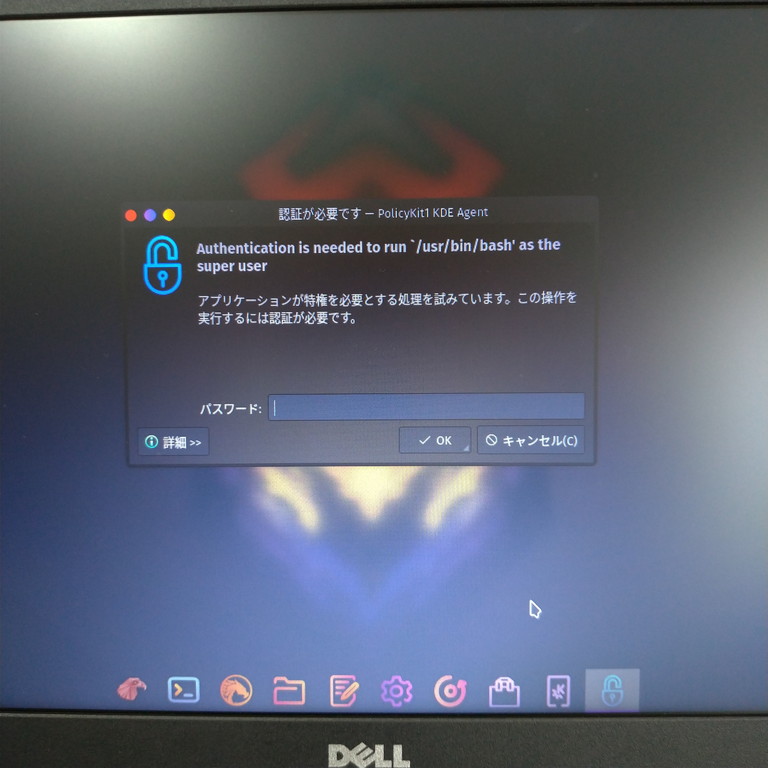 認証が必要です — PolicyKit1 KDE Agent
Authentication is needed to run `/usr/bin/bash' as the
super user
アプリケーションが特権を必要とする処理を試みています。この操作を
実行するには認証が必要です。
パスワード:
詳細 >>
OK
キャンセル(C)
DELL